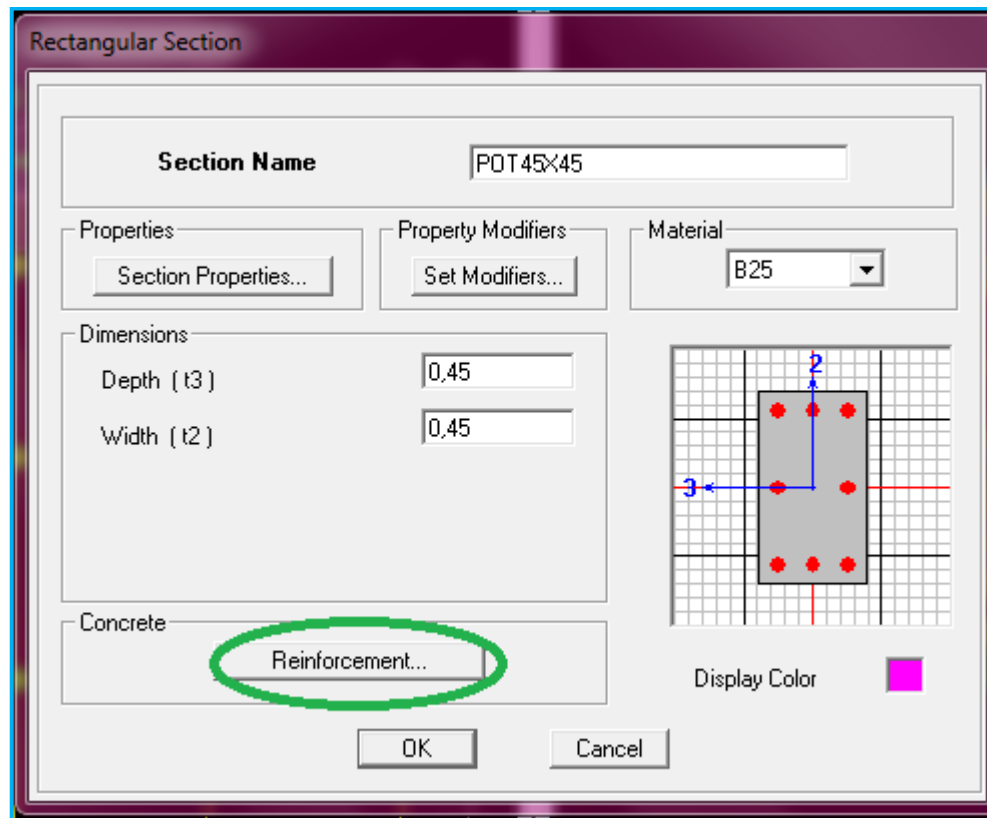 Rectangular Section
Section Name
POT45X45
Properties
Property Modifiers
Material
Section Properties...
Set Modifiers...
B25
Dimensions
Depth ( t3 )
0,45
Width ( t2 )
0,45
2
3
Concrete
Reinforcement...
Display Color
OK
Cancel